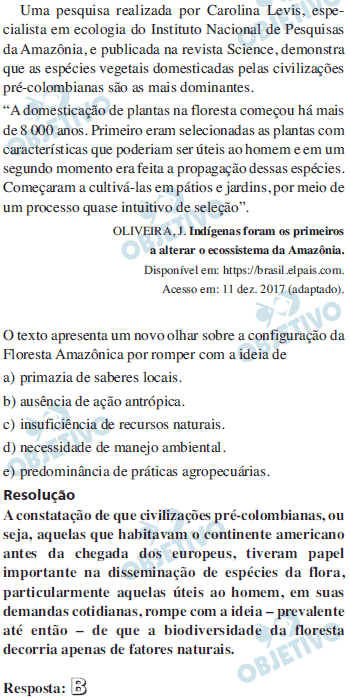 Uma pesquisa realizada por Carolina Levis, espe-
cialista em ecologia do Instituto Nacional de Pesquisas
da Amazônia, e publicada na revista Science, demonstra
que as espécies vegetais domesticadas pelas civilizações
pré-colombianas são as mais dominantes.
“A domesticação de plantas na floresta começou há mais
de 8 000 anos. Primeiro eram selecionadas as plantas com
características que poderiam ser úteis ao homem e em um
segundo momento era feita a propagação dessas espécies.
Começaram a cultivá-las em pátios e jardins, por meio de
um processo quase intuitivo de seleção”.
OLIVEIRA, J. Indígenas foram os primeiros
a alterar o ecossistema da Amazônia.
Disponível em: https://brasil.elpais.com.
Acesso em: 11 dez. 2017 (adaptado).
O texto apresenta um novo olhar sobre a configuração da
Floresta Amazônica por romper com a ideia de
a) primazia de saberes locais.
b) ausência de ação antrópica.
c) insuficiência de recursos naturais.
d) necessidade de manejo ambiental.
e) predominância de práticas agropecuárias.
Resolução
A constatação de que civilizações pré-colombianas, ou
seja, aquelas que habitavam o continente americano
antes da chegada dos europeus, tiveram papel
importante na disseminação de espécies da flora,
particularmente aquelas úteis ao homem, em suas
demandas cotidianas, rompe com a ideia – prevalente
até então – de que a biodiversidade da floresta
decorria apenas de fatores naturais.
Resposta: B